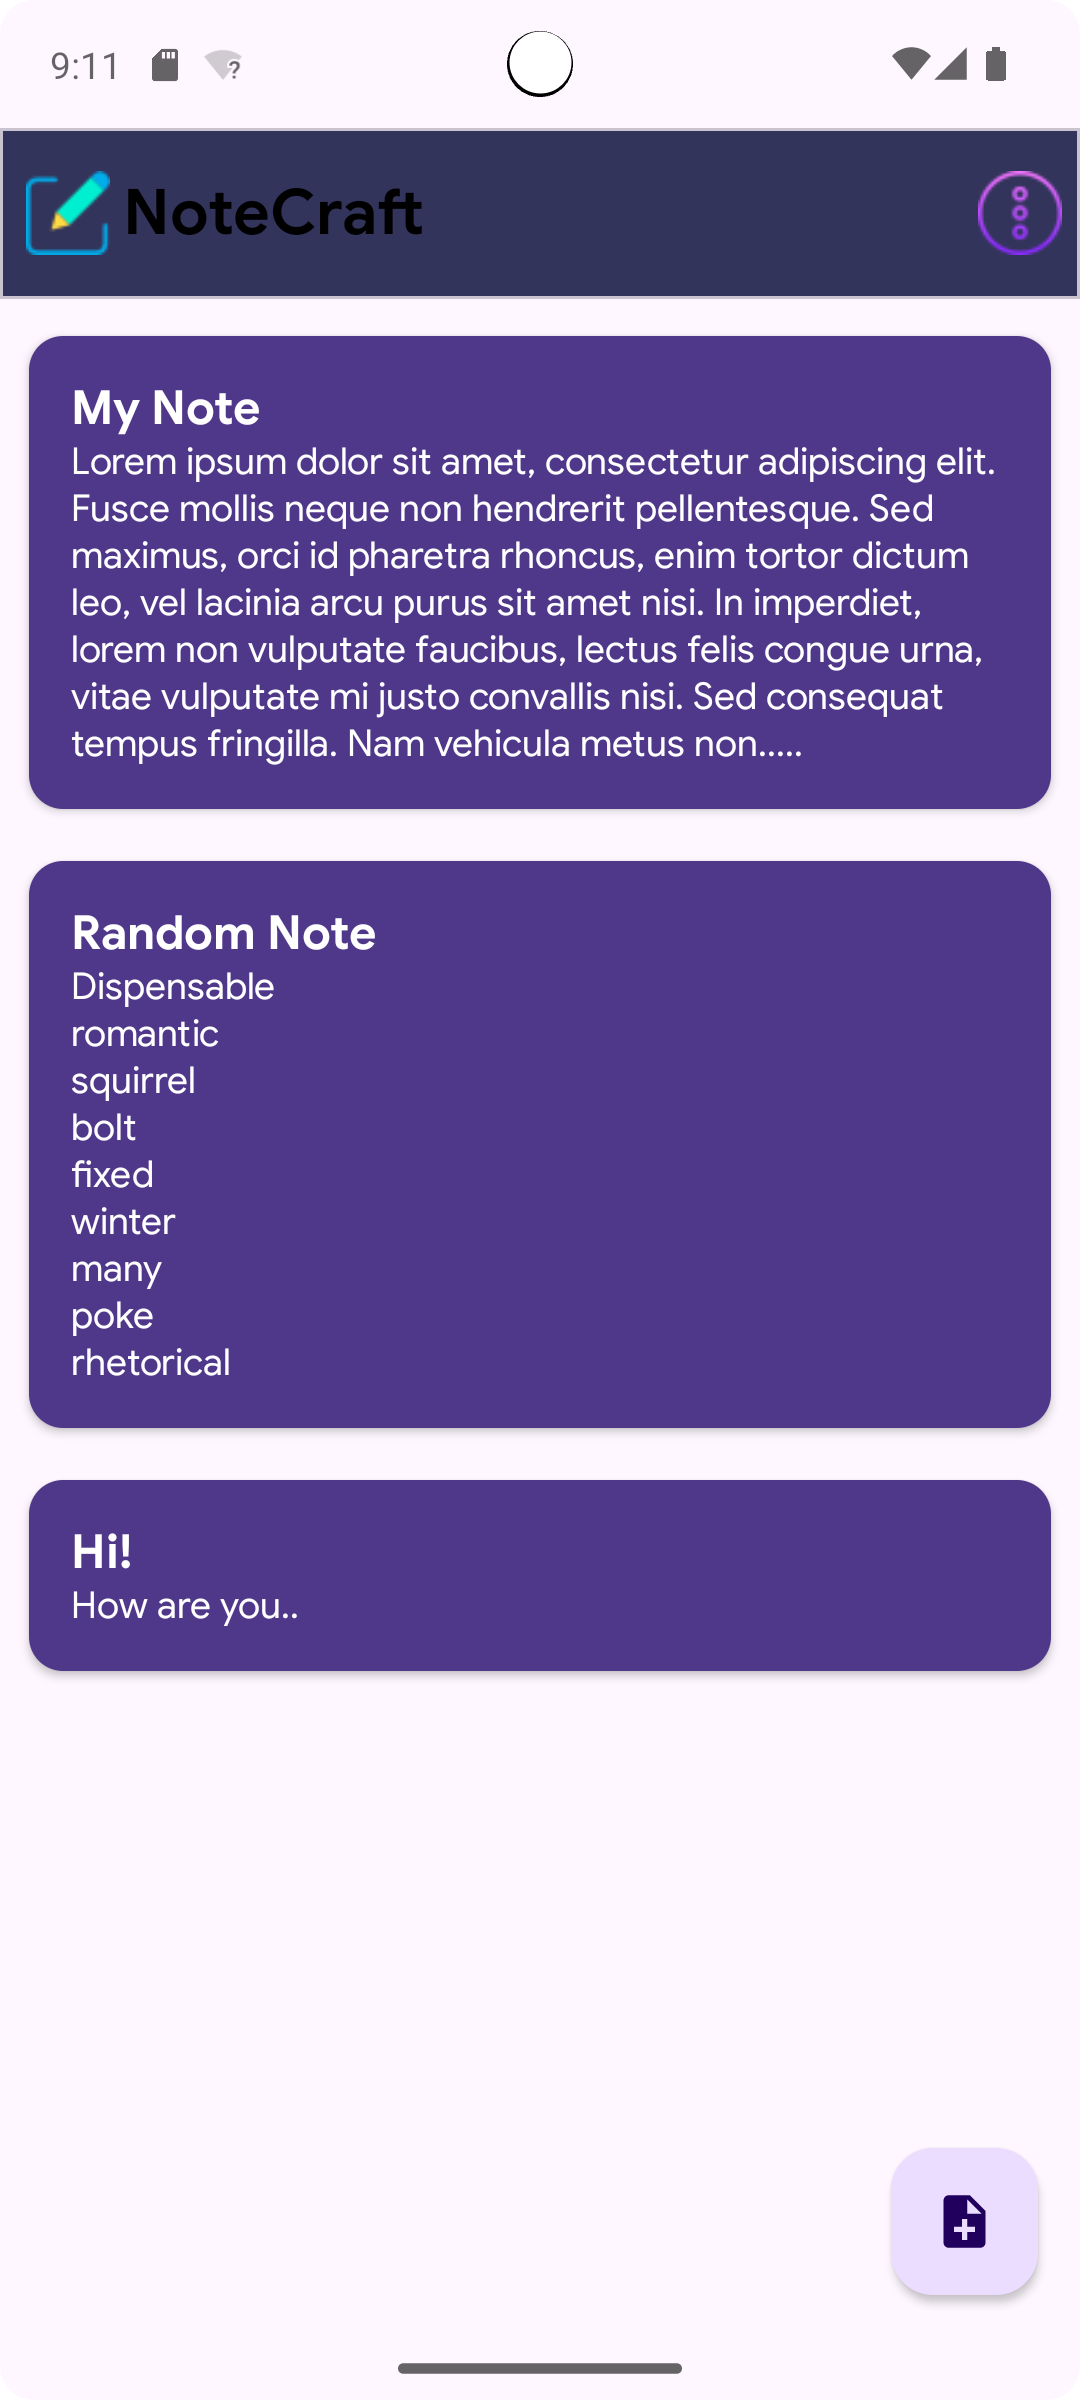 9:11
NoteCraft
My Note
Lorem ipsum dolor sit amet, consectetur adipiscing elit.
Fusce mollis neque non hendrerit pellentesque. Sed
maximus, orci id pharetra rhoncus, enim tortor dictum
leo, vel lacinia arcu purus sit amet nisi. In imperdiet,
lorem non vulputate faucibus, lectus felis congue urna,
vitae vulputate mi justo convallis nisi. Sed consequat
tempus fringilla. Nam vehicula metus non.....
Random Note
Dispensable
romantic
squirrel
bolt
fixed
winter
many
poke
rhetorical
Hi!
How are you..